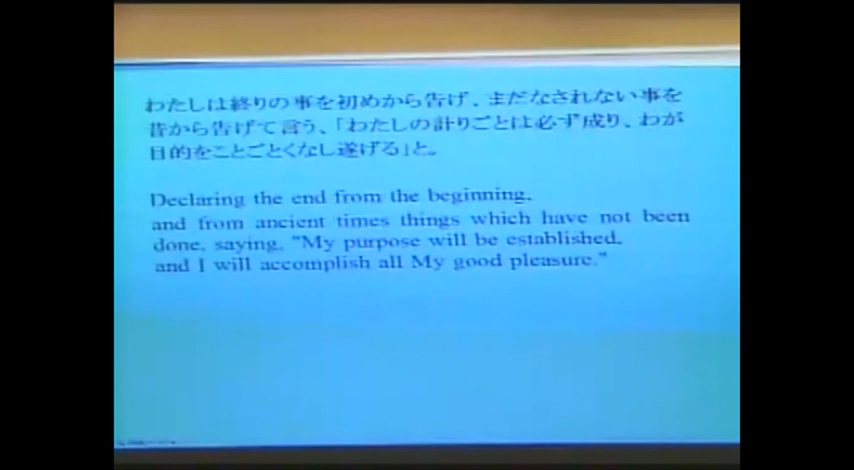 わたしは終りの事を初めから告げ、まだなされない事を
昔から告げて言う、「わたしの計りごとは必ず成り、わが
目的をことごとくなし遂げる」と。
Declaring the end from the beginning,
and from ancient times things which have not been
done, saying, "My purpose will be established,
and I will accomplish all My good pleasure."